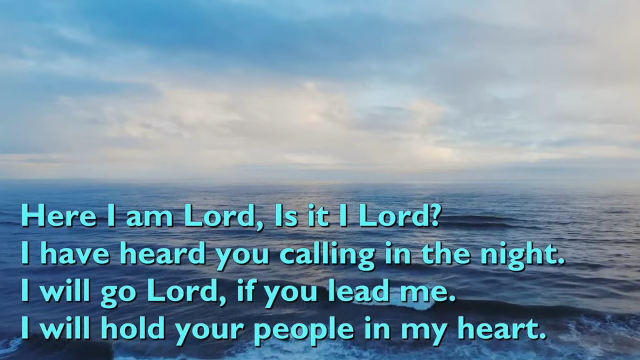 Here I am Lord, Is it I Lord?
I have heard you calling in the night.
I will go Lord, if you lead me.
I will hold your people in my heart.